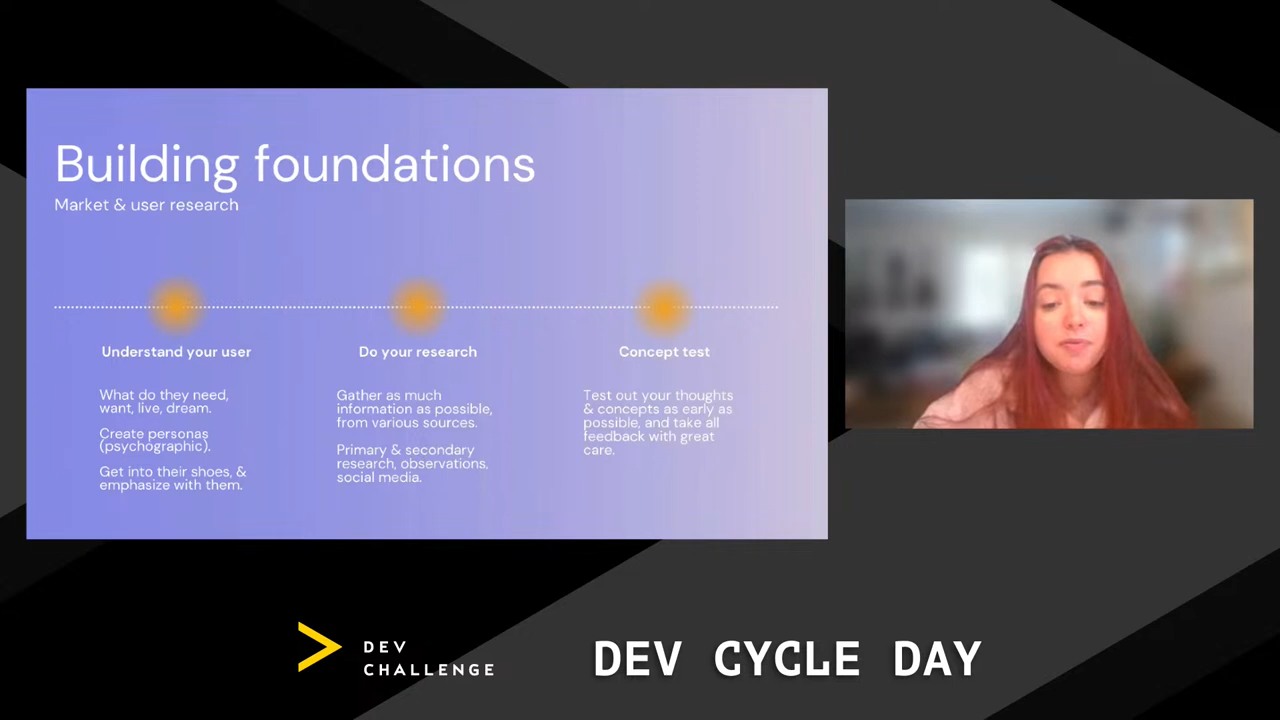 Building foundations
Market & user research
Understand your user
What do they need,
want, live, dream.
Create personas
(psychographic).
Get into their shoes, &
emphasize with them.
Do your research
Gather as much
information as possible,
from various sources.
Primary & secondary
research, observations,
social media.
Concept test
Test out your thoughts
& concepts as early as
possible, and take all
feedback with great
care.
DEV
CHALLENGE
DEV CYCLE DAY